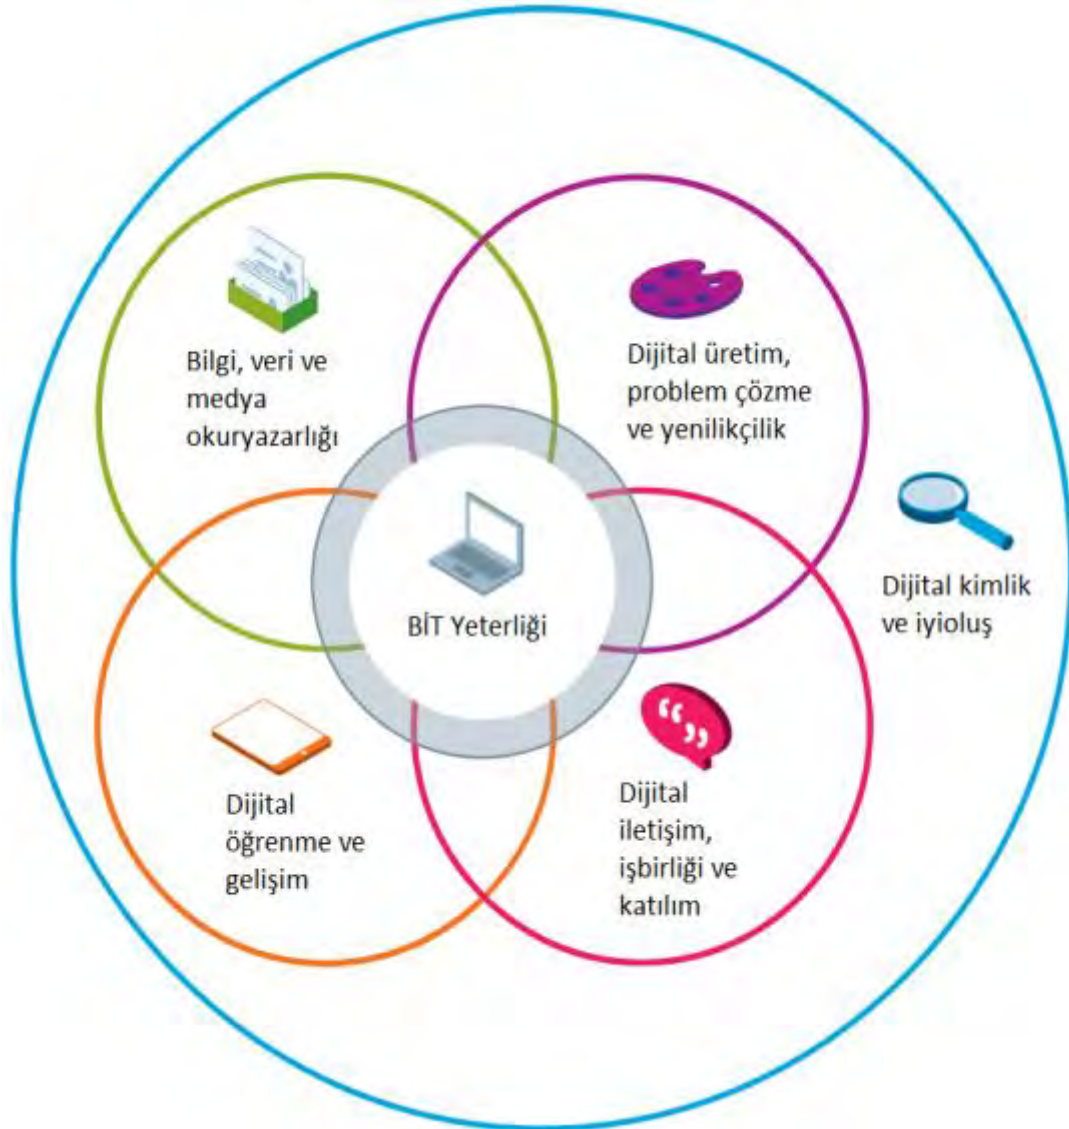 Bilgi, veri ve
medya
okuryazarlığı
Dijital üretim,
problem çözme
ve yenilikçilik
Dijital kimlik
ve iyioluş
BİT Yeterliği
Dijital
öğrenme ve
gelişim
Dijital
iletişim,
işbirliği ve
katılım